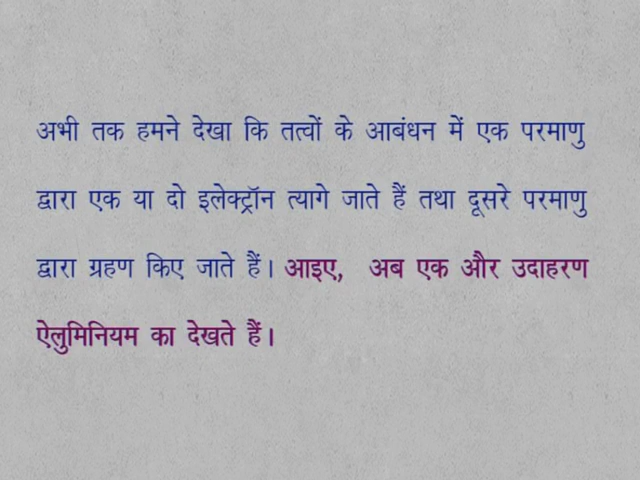 अभी तक हमने देखा कि तत्वों के आबंधन में एक परमाणु
द्वारा एक या दो इलेक्ट्रॉन त्यागे जाते हैं तथा दूसरे परमाणु
द्वारा ग्रहण किए जाते हैं। आइए, अब एक और उदाहरण
ऐलुमिनियम का देखते हैं।